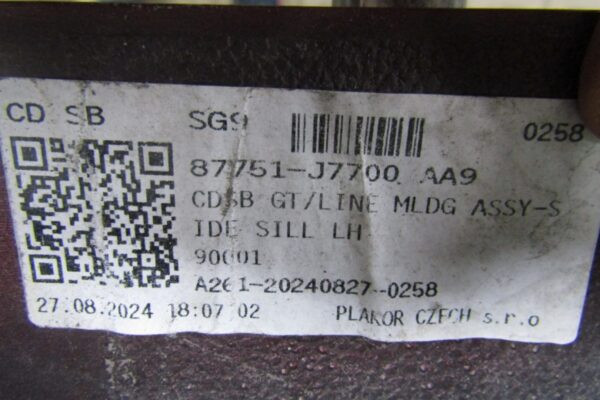 CD SB SG9 0258
87751-J7700 AA9
CDSB GT/LINE MLDG ASSY-S
IDE SILL LH
90001
A261-20240827-0258
27.08.2024 18:07:02 PLAKOR CZECH s.r.o